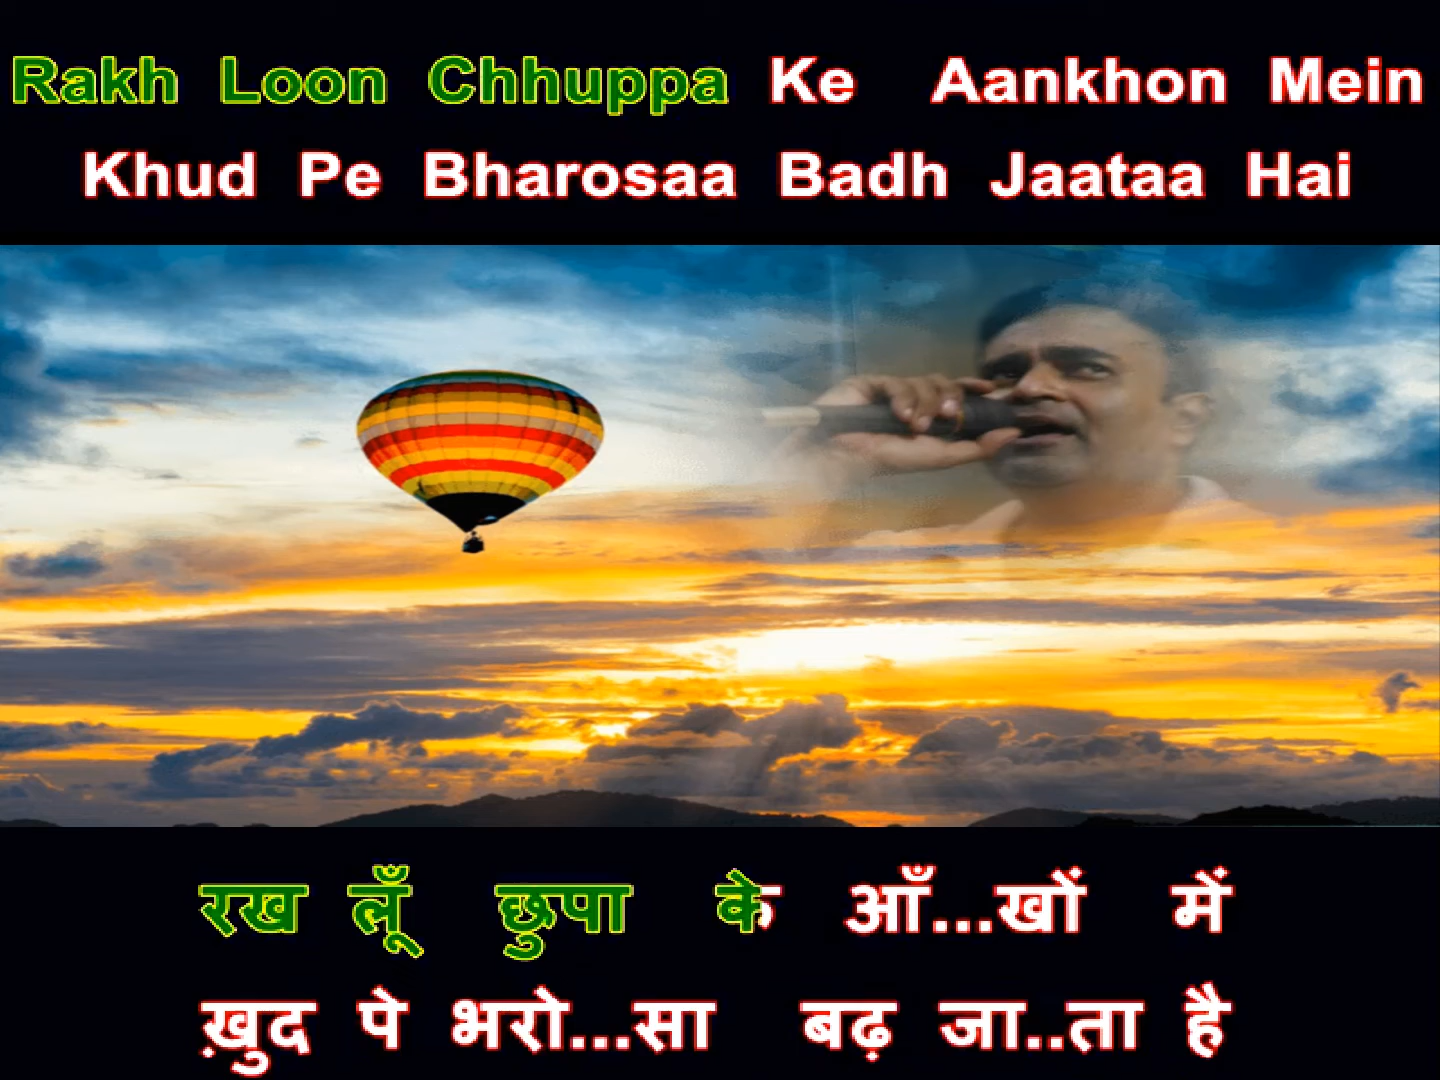 Rakh Loon Chhuppa Ke Aankhon Mein
Khud Pe Bharosaa Badh Jaataa Hai
रख लूँ छुपा के आँ...खों में
ख़ुद पे भरो...सा बढ़ जा..ता है